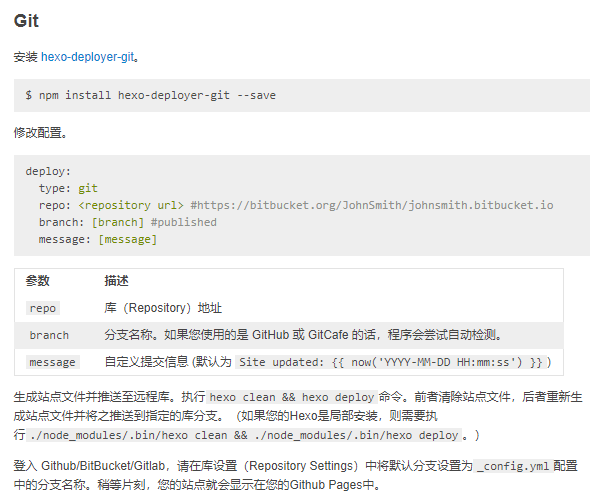 Git
安装 hexo-deployer-git。
$ npm install hexo-deployer-git --save
修改配置。
deploy:
  type: git
  repo: <repository url> #https://bitbucket.org/JohnSmith/johnsmith.bitbucket.io
  branch: [branch] #published
  message: [message]
参数 描述
repo 库（Repository）地址
branch 分支名称。如果您使用的是 GitHub 或 GitCafe 的话，程序会尝试自动检测。
message 自定义提交信息 (默认为 Site updated: {{ now('YYYY-MM-DD HH:mm:ss') }} )
生成站点文件并推送至远程库。执行 hexo clean && hexo deploy 命令。前者清除站点文件，后者重新生
成站点文件并将之推送到指定的库分支。（如果您的Hexo是局部安装，则需要执
行 ./node_modules/.bin/hexo clean && ./node_modules/.bin/hexo deploy 。）
登入 Github/BitBucket/Gitlab，请在库设置（Repository Settings）中将默认分支设置为 _config.yml 配置
中的分支名称。稍等片刻，您的站点就会显示在您的Github Pages中。